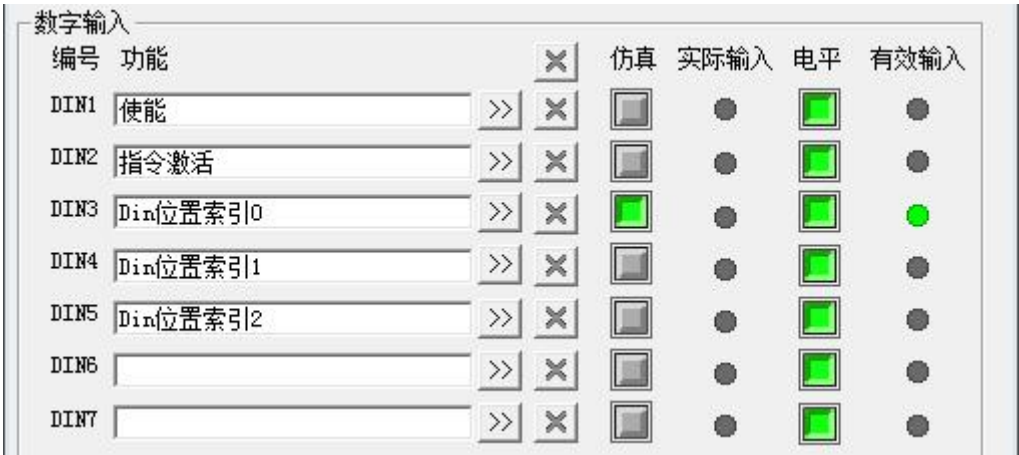 数字输入
编号 功能 仿真 实际输入 电平 有效输入
DIN1 使能 >>
DIN2 指令激活 >>
DIN3 Din位置索引0 >>
DIN4 Din位置索引1 >>
DIN5 Din位置索引2 >>
DIN6 >>
DIN7 >>